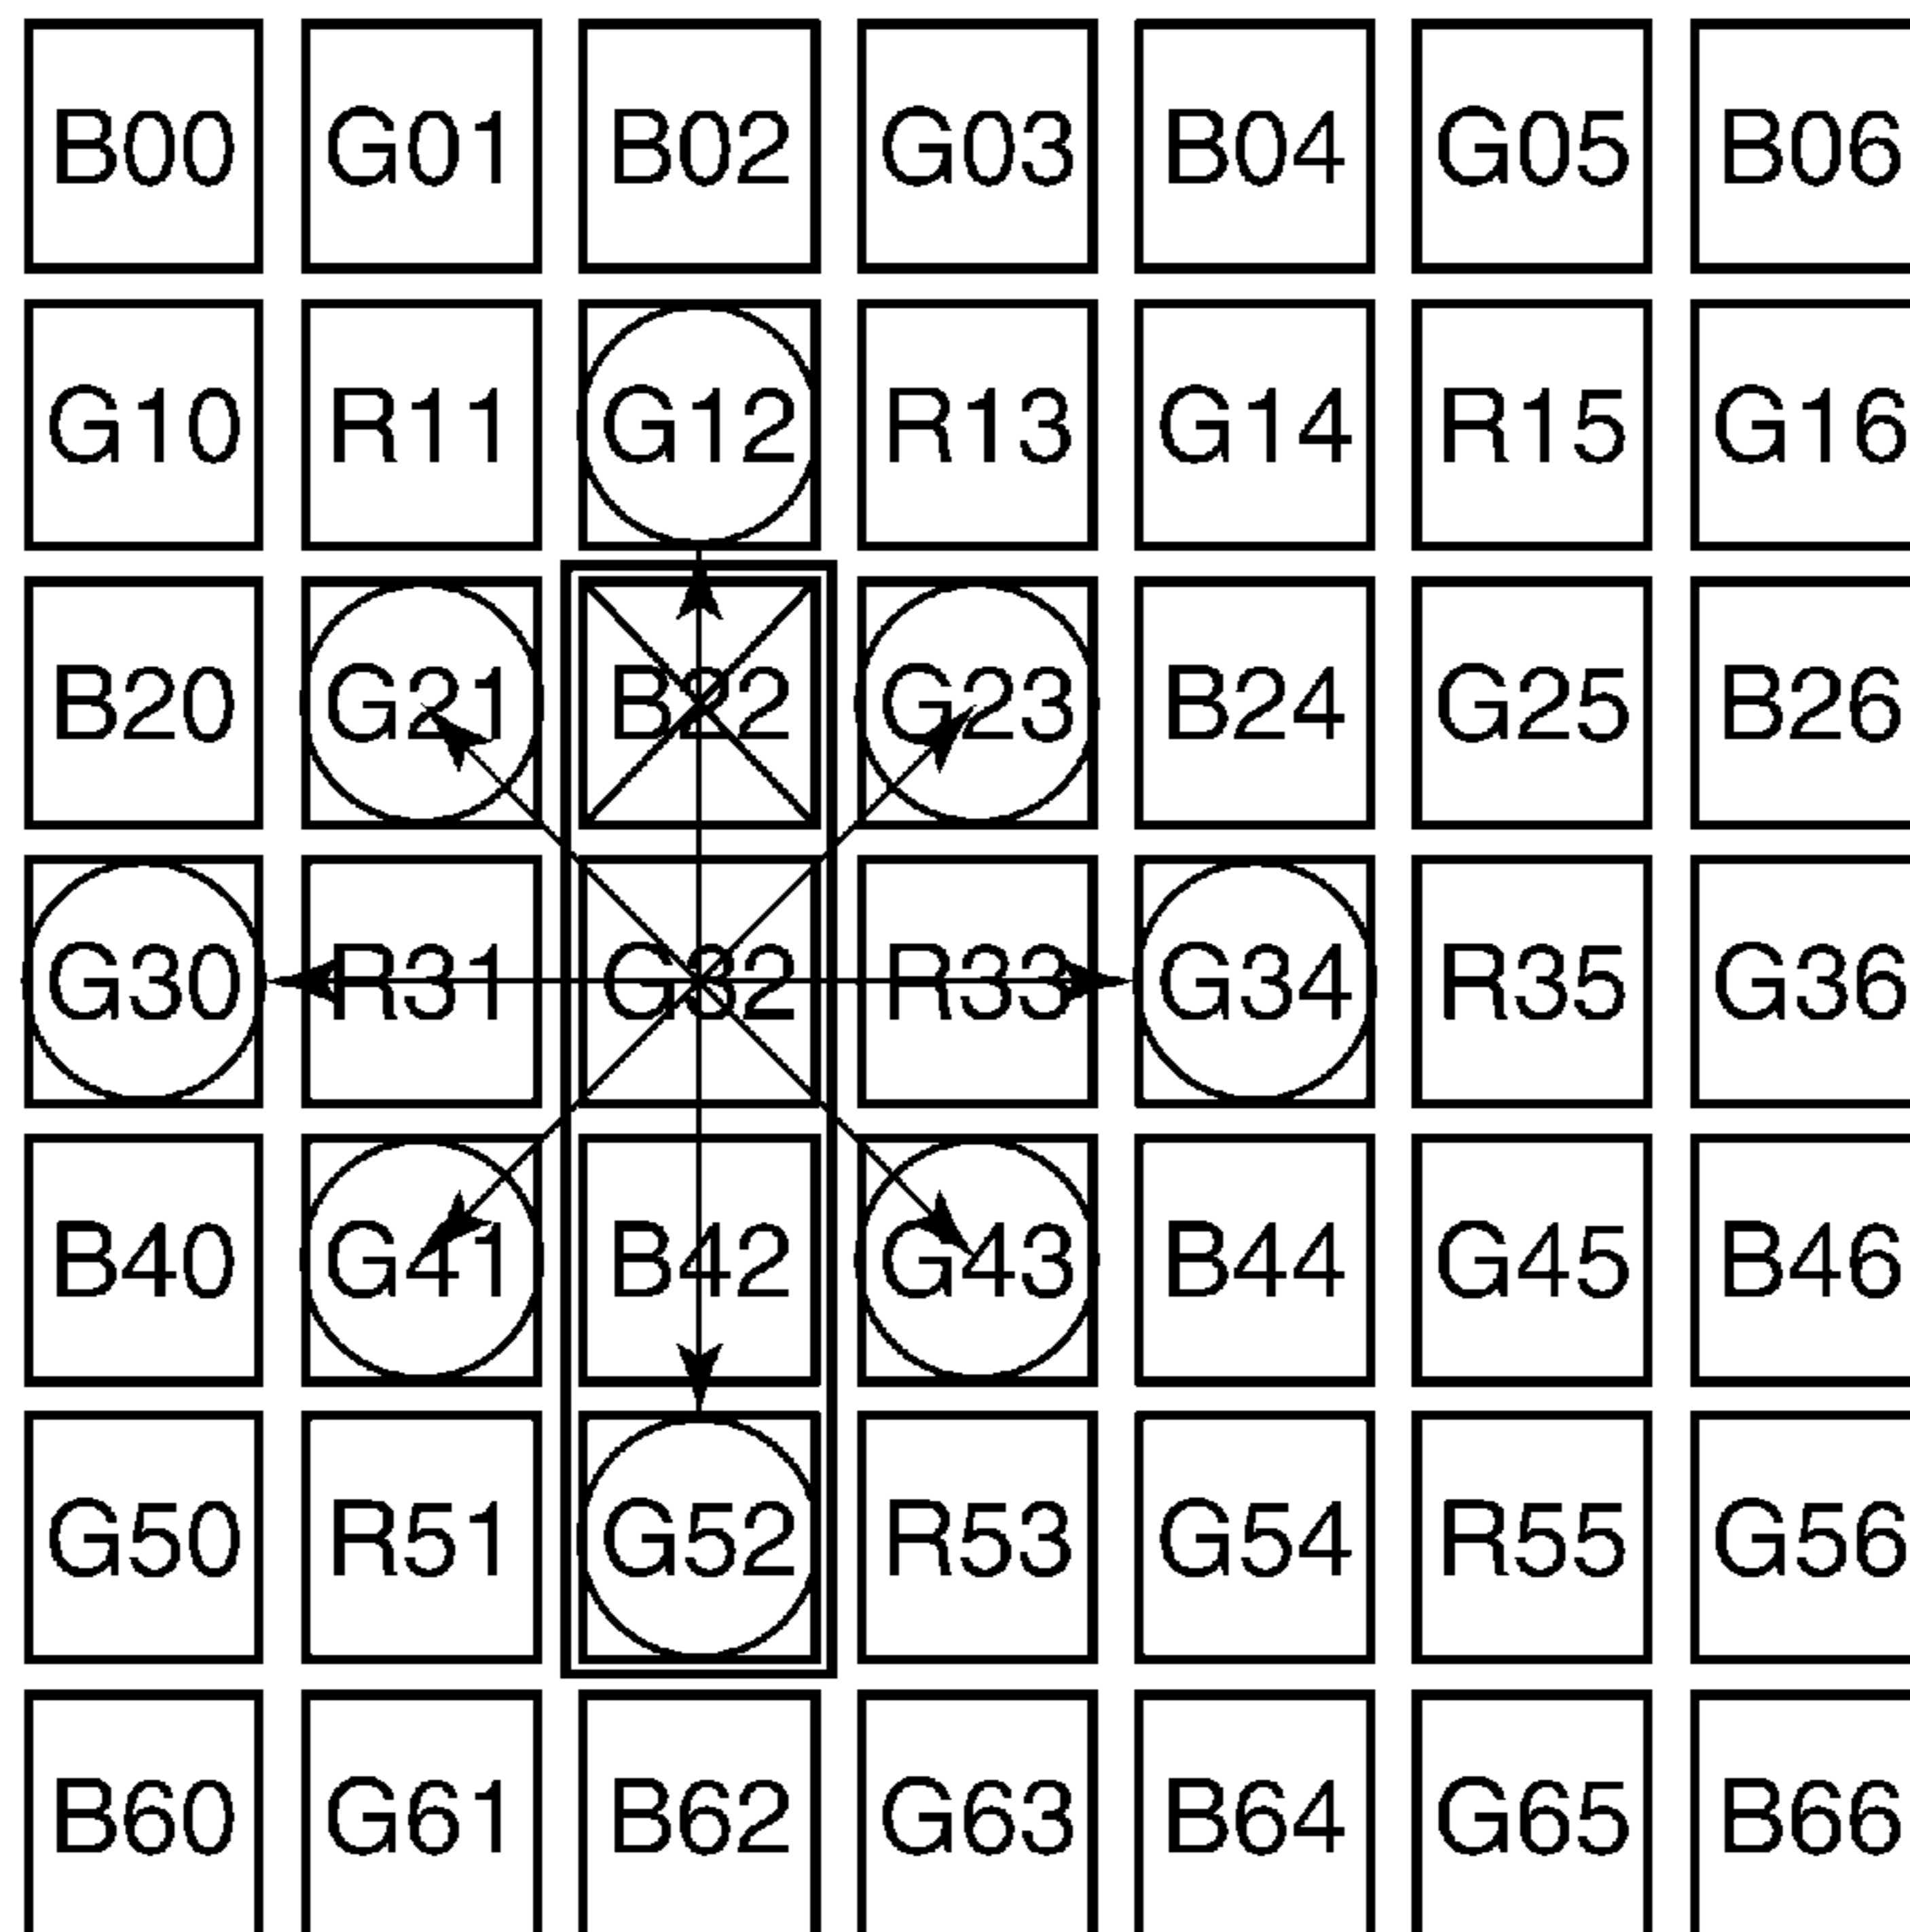 B00 G01 B02 G03 B04 G05 B06
G10 R11 G12 R13 G14 R15 G16
B20 G21 B22 G23 B24 G25 B26
G30 R31 G32 R33 G34 R35 G36
B40 G41 B42 G43 B44 G45 B46
G50 R51 G52 R53 G54 R55 G56
B60 G61 B62 G63 B64 G65 B66